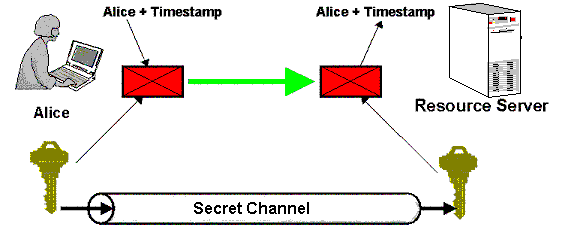 Alice + Timestamp
Alice + Timestamp
Alice
Resource Server
Secret Channel